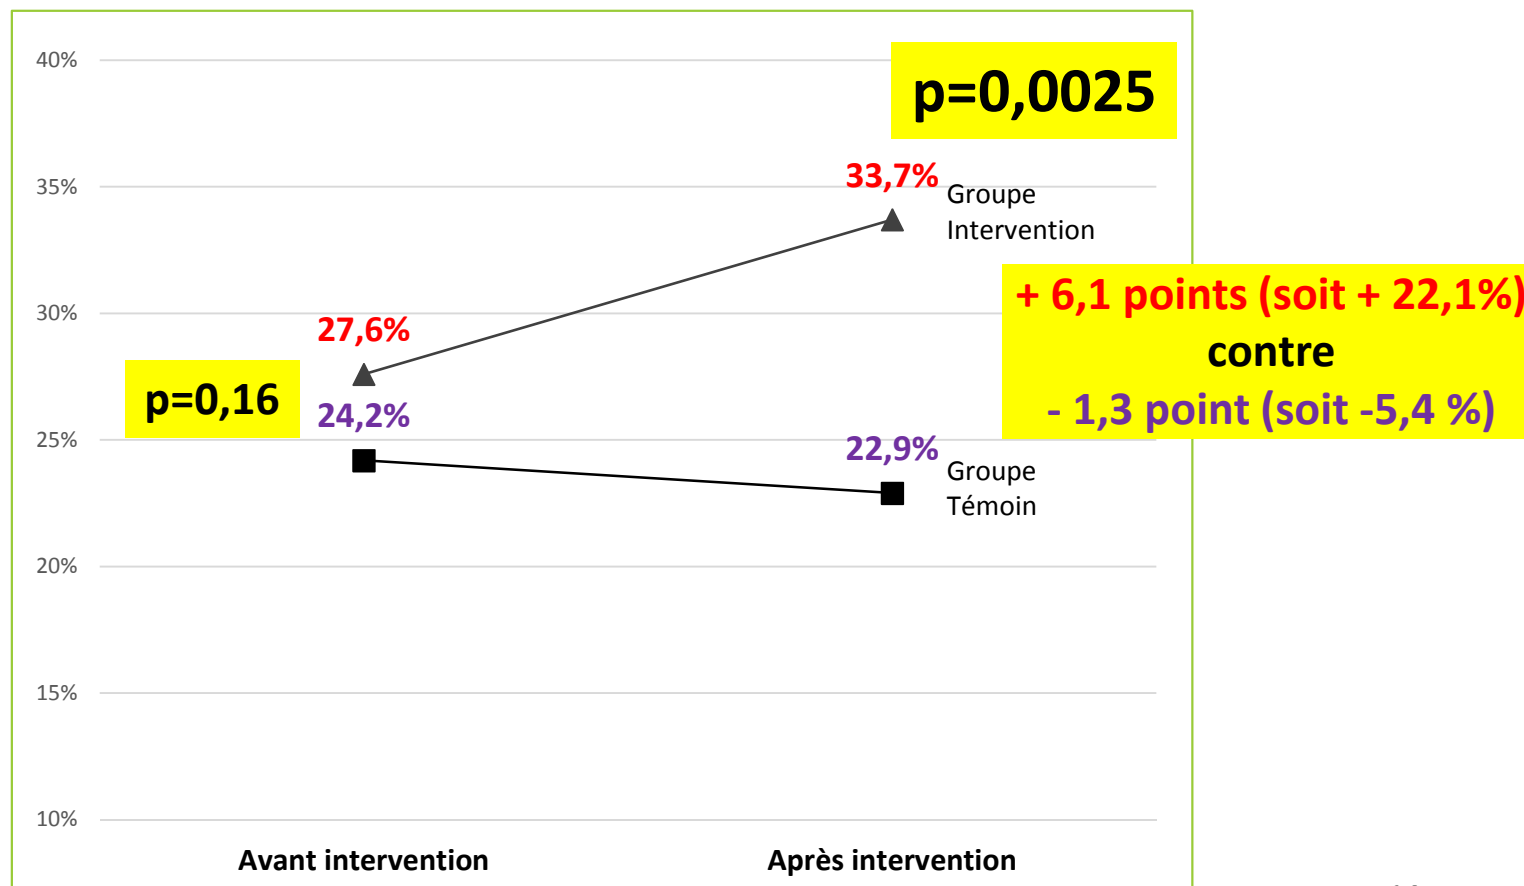 40%
p=0,0025
35%
33,7%
Groupe
Intervention
30%
27,6%
+ 6,1 points (soit + 22,1%)
contre
- 1,3 point (soit -5,4 %)
p=0,16
24,2%
25%
22,9%
Groupe
Témoin
20%
15%
10%
Avant intervention
Après intervention